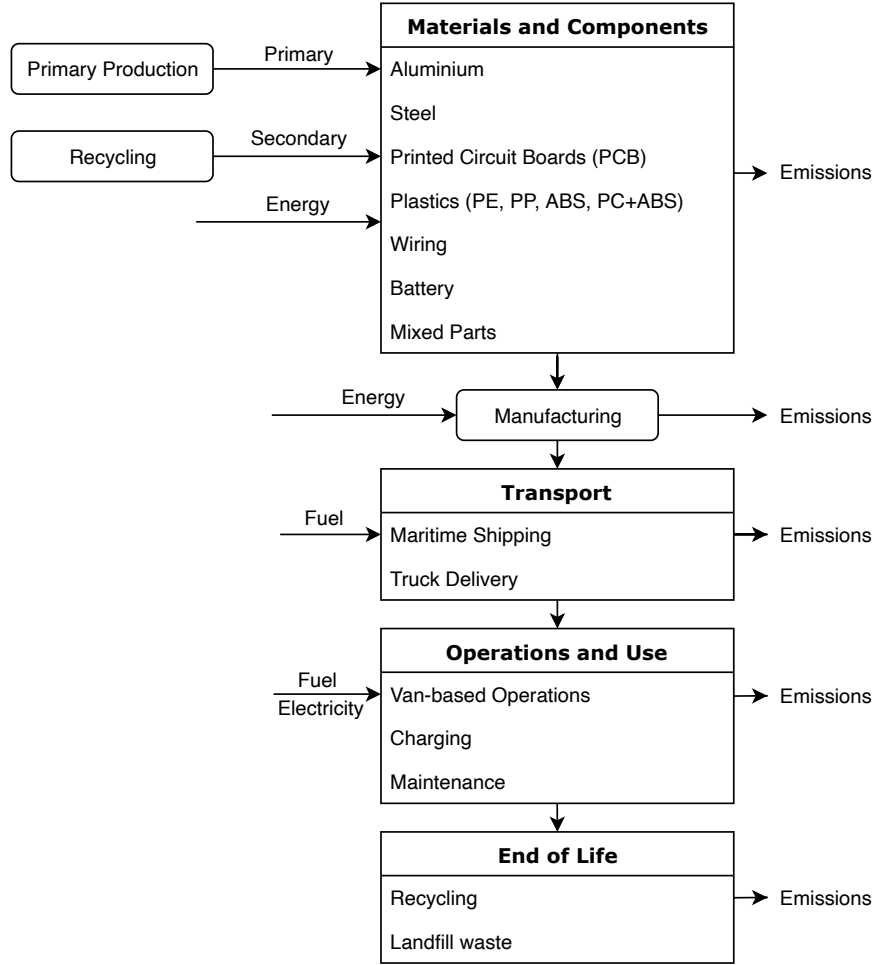 Materials and Components
Primary Production
Primary
Aluminium
Steel
Recycling
Secondary
Printed Circuit Boards (PCB)
Emissions
Energy
Plastics (PE, PP, ABS, PC+ABS)
Wiring
Battery
Mixed Parts
Energy
Manufacturing
Emissions
Transport
Fuel
Maritime Shipping
Emissions
Truck Delivery
Operations and Use
Fuel
Electricity
Van-based Operations
Emissions
Charging
Maintenance
End of Life
Recycling
Emissions
Landfill waste